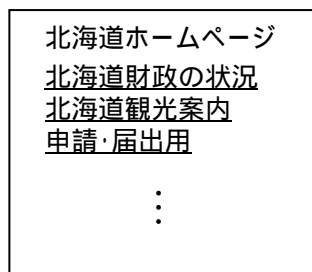 北海道ホームページ
北海道財政の状況
北海道観光案内
申請･届出用
⋮